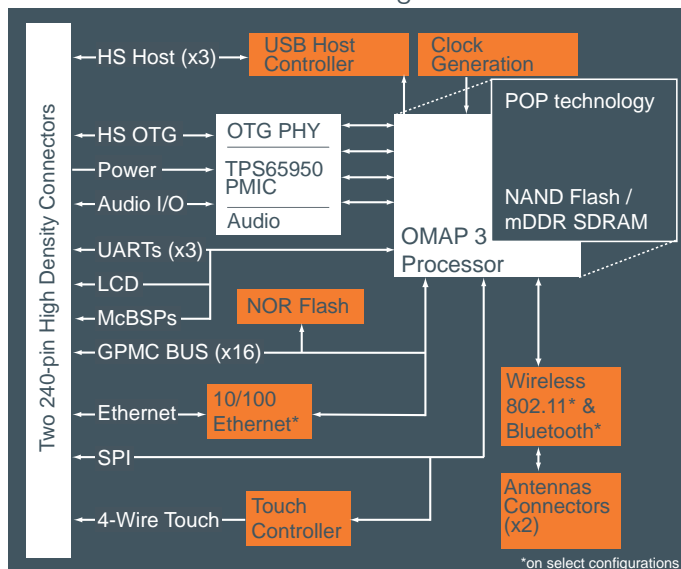 HS Host (x3)
USB Host
Controller
Clock
Generation
POP technology
NAND Flash /
mDDR SDRAM
Two 240-pin High Density Connectors
HS OTG
Power
Audio I/O
OTG PHY
TPS65950
PMIC
Audio
OMAP 3
Processor
UARTs (x3)
LCD
McBSPs
NOR Flash
GPMC BUS (x16)
Ethernet
10/100
Ethernet*
Wireless
802.11* &
Bluetooth*
SPI
Antennas
Connectors
(x2)
4-Wire Touch
Touch
Controller
*on select configurations